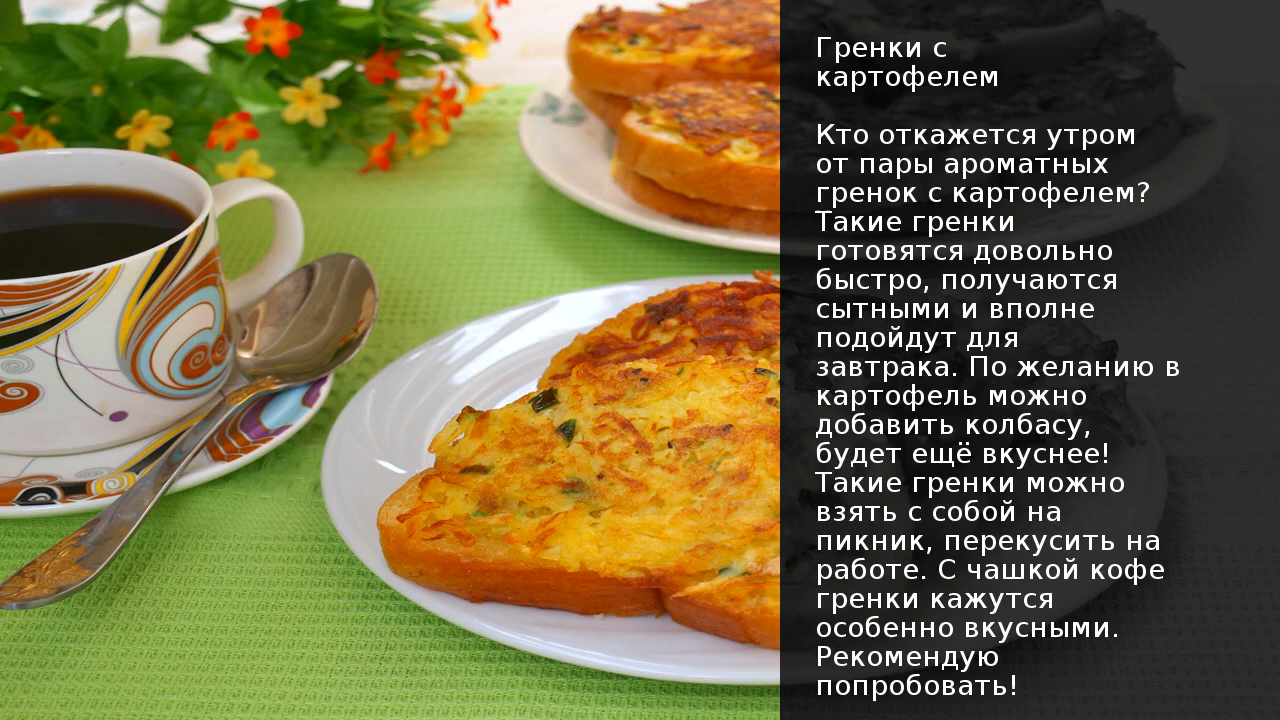 Гренки с
картофелем
Кто откажется утром
от пары ароматных
гренок с картофелем?
Такие гренки
готовятся довольно
быстро, получаются
сытными и вполне
подойдут для
завтрака. По желанию в
картофель можно
добавить колбасу,
будет ещё вкуснее!
Такие гренки можно
взять с собой на
пикник, перекусить на
работе. С чашкой кофе
гренки кажутся
особенно вкусными.
Рекомендую
попробовать!